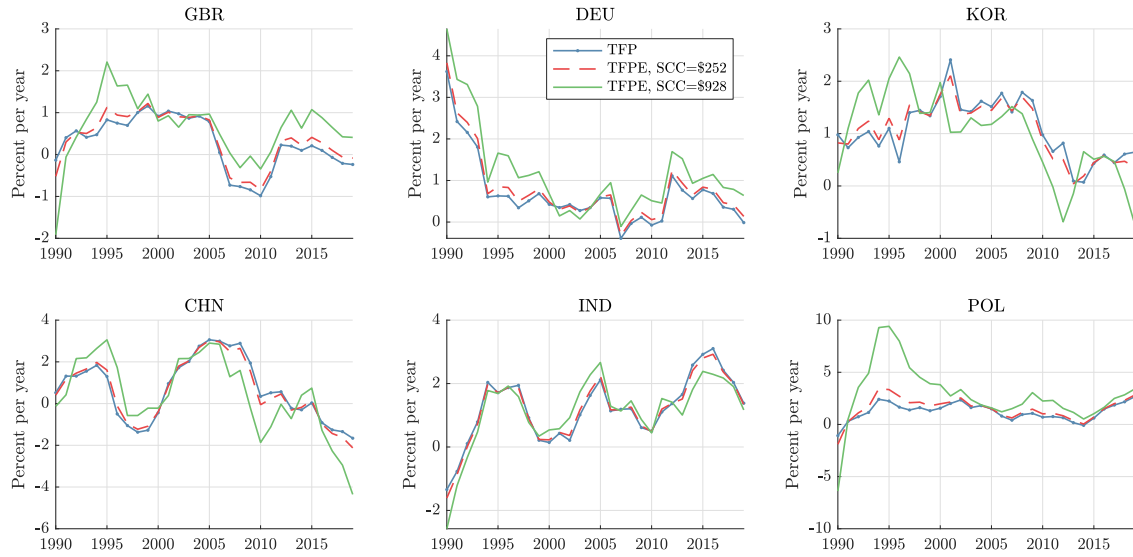 GBR
DEU
KOR
Percent per year
3
2
1
0
-1
-2
1990 1995 2000 2005 2010 2015
Percent per year
4
3
2
1
0
1990 1995 2000 2005 2010 2015
TFP
TFPE, SCC=$252
TFPE, SCC=$928
Percent per year
3
2
1
0
-1
1990 1995 2000 2005 2010 2015
CHN
IND
POL
Percent per year
4
2
0
-2
-4
-6
1990 1995 2000 2005 2010 2015
Percent per year
4
2
0
-2
1990 1995 2000 2005 2010 2015
Percent per year
10
5
0
-5
-10
1990 1995 2000 2005 2010 2015